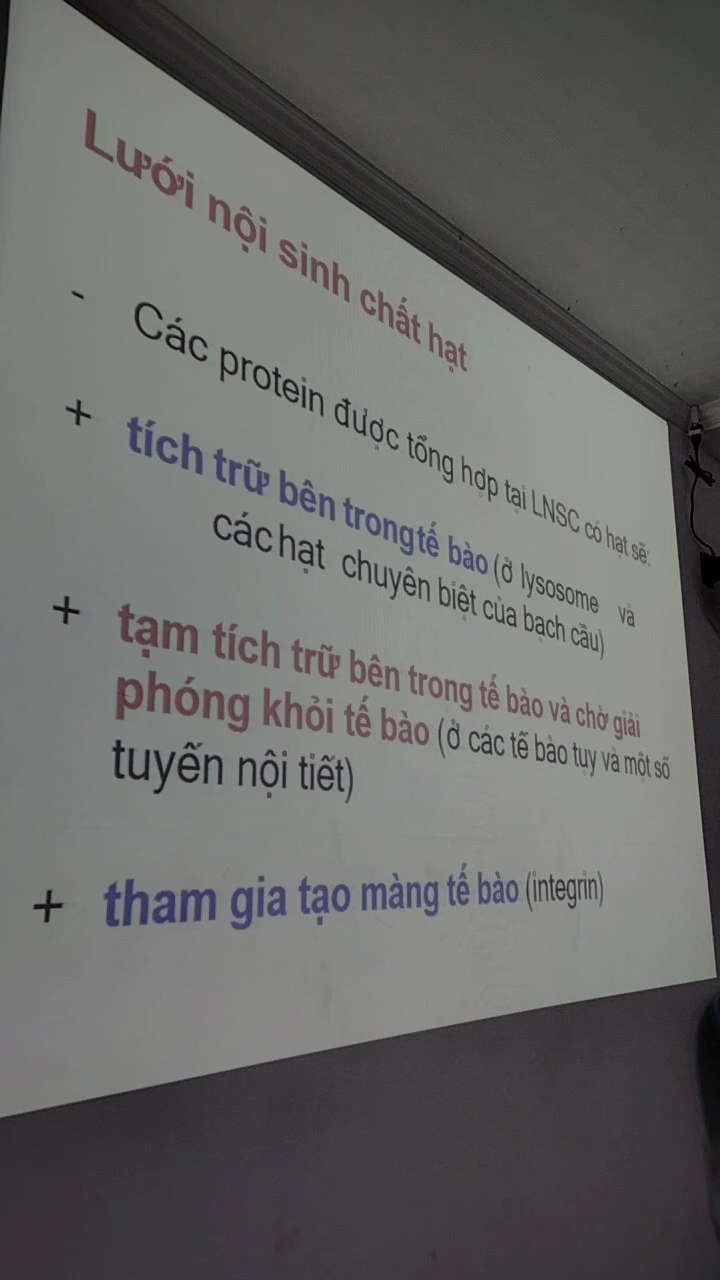 Lưới nội sinh chất hạt
- Các protein được tổng hợp tại LNSC có hạt sẽ:
+ tích trữ bên trong tế bào (ở lysosome và
các hạt chuyên biệt của bạch cầu)
+ tạm tích trữ bên trong tế bào và chờ giải
phóng khỏi tế bào (ở các tế bào tụy và một số
tuyến nội tiết)
+ tham gia tạo màng tế bào (integrin)